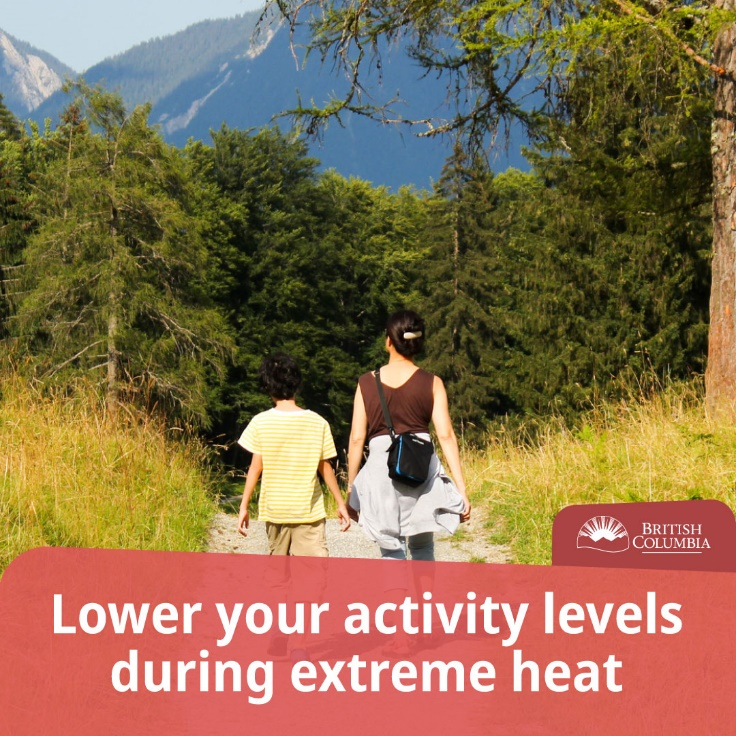 BRITISH
COLUMBIA
Lower your activity levels
during extreme heat